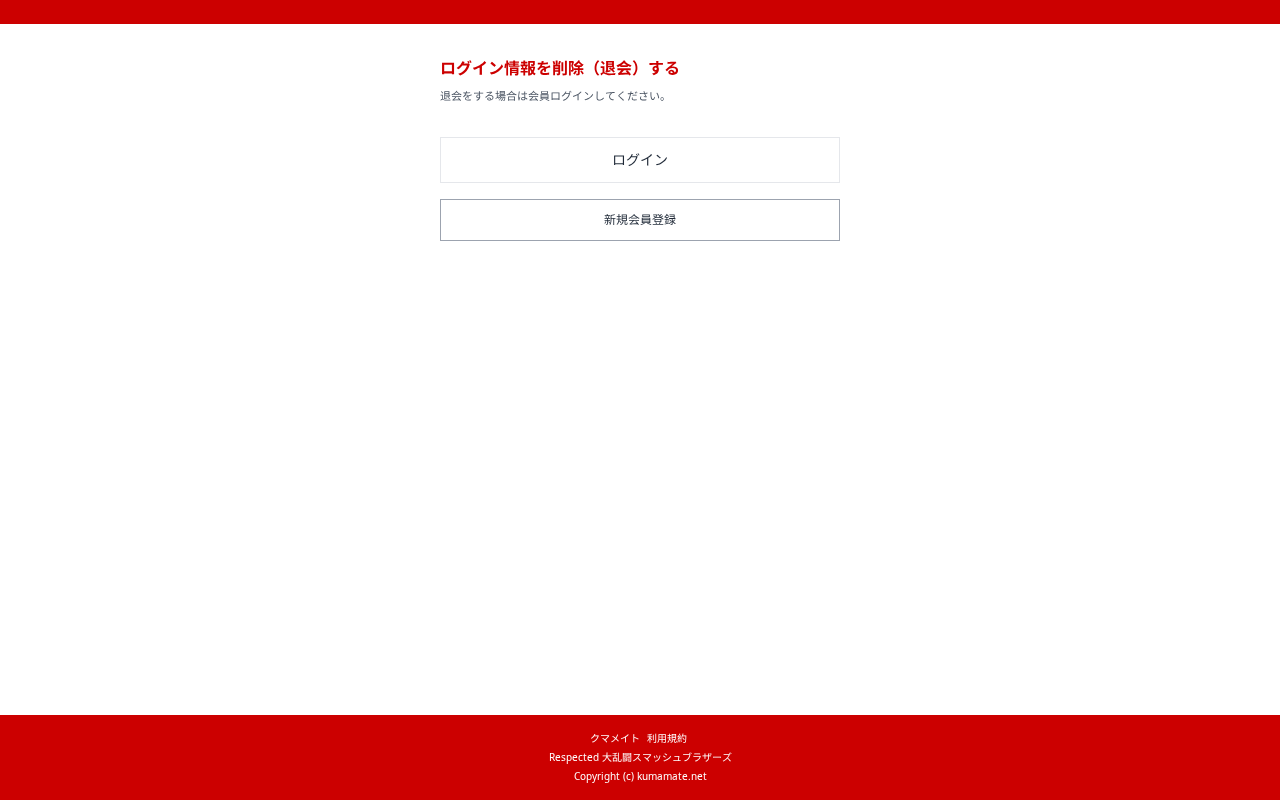 ログイン情報を削除（退会）する
退会をする場合は会員ログインしてください。
ログイン
新規会員登録
クマメイト 利用規約
Respected 大乱闘スマッシュブラザーズ
Copyright (c) kumamate.net